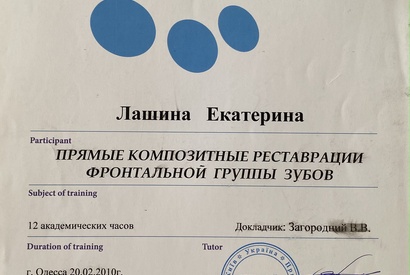 Лашина Екатерина
Participant
ПРЯМЫЕ КОМПОЗИТНЫЕ РЕСТАВРАЦИИ
ФРОНТАЛЬНОЙ ГРУППЫ ЗУБОВ
Subject of training
12 академических часов Докладчик: Загородний В.В.
Duration of training Tutor
г. Одесса 20.02.2010г.
Україна